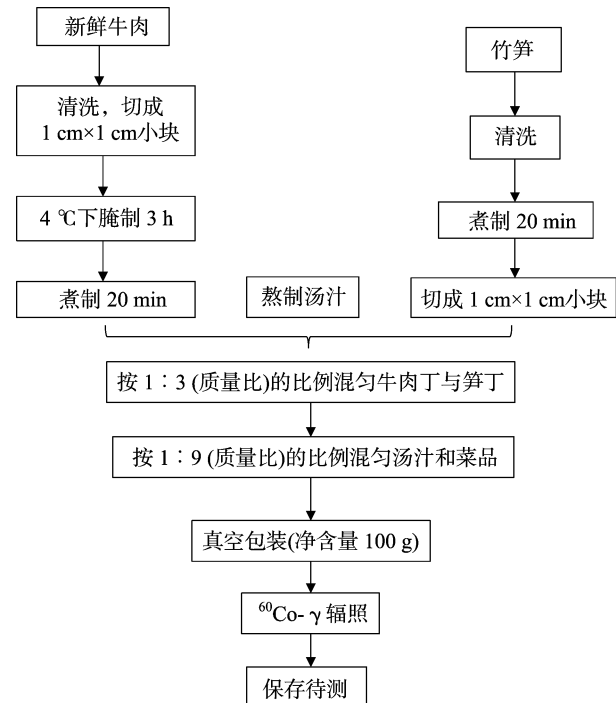 新鲜牛肉
清洗，切成
1 cm×1 cm小块
4 ℃下腌制 3 h
煮制 20 min
竹笋
清洗
煮制 20 min
切成 1 cm×1 cm小块
熬制汤汁
按 1∶3 (质量比)的比例混匀牛肉丁与笋丁
按 1∶9 (质量比)的比例混匀汤汁和菜品
真空包装(净含量 100 g)
⁶⁰Co- γ 辐照
保存待测